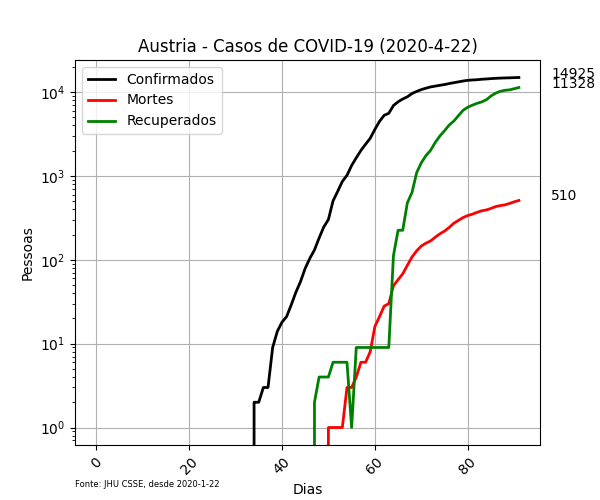 Austria - Casos de COVID-19 (2020-4-22)
Confirmados
Mortes
Recuperados
14925
11328
510
Pessoas
10⁴
10³
10²
10¹
10⁰
0 20 40 60 80
Dias
Fonte: JHU CSSE, desde 2020-1-22